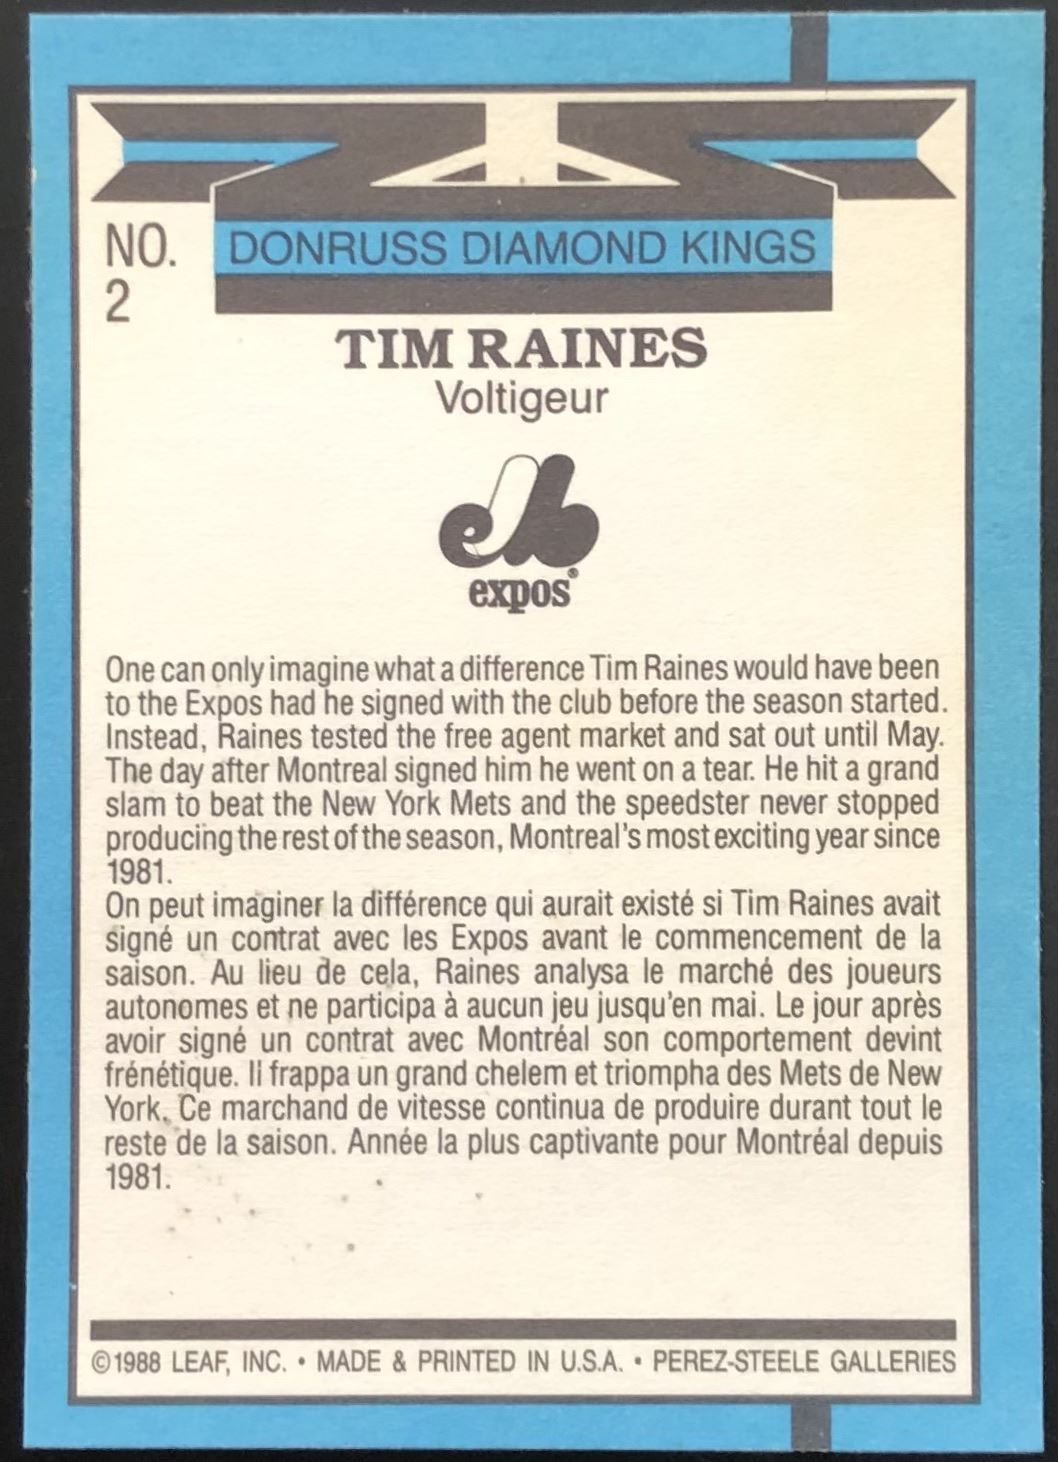 NO.
2
DK
DONRUSS DIAMOND KINGS
TIM RAINES
Voltigeur
eb
expos®
One can only imagine what a difference Tim Raines would have been
to the Expos had he signed with the club before the season started.
Instead, Raines tested the free agent market and sat out until May.
The day after Montreal signed him he went on a tear. He hit a grand
slam to beat the New York Mets and the speedster never stopped
producing the rest of the season, Montreal's most exciting year since
1981.
On peut imaginer la différence qui aurait existé si Tim Raines avait
signé un contrat avec les Expos avant le commencement de la
saison. Au lieu de cela, Raines analysa le marché des joueurs
autonomes et ne participa à aucun jeu jusqu'en mai. Le jour après
avoir signé un contrat avec Montréal son comportement devint
frénétique. Il frappa un grand chelem et triompha des Mets de New
York. Ce marchand de vitesse continua de produire durant tout le
reste de la saison. Année la plus captivante pour Montréal depuis
1981.
©1988 LEAF, INC. • MADE & PRINTED IN U.S.A. • PEREZ-STEELE GALLERIES